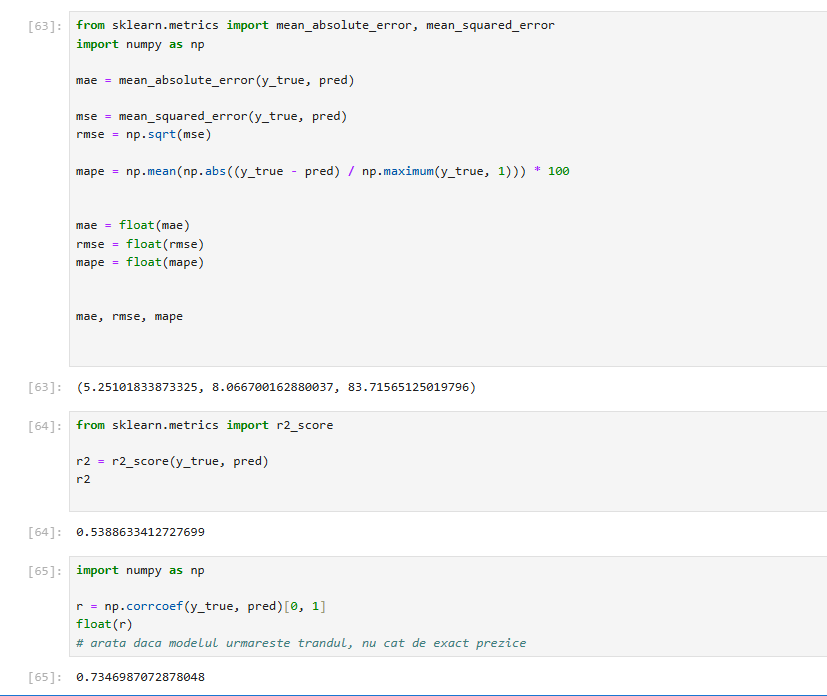 [63]: from sklearn.metrics import mean_absolute_error, mean_squared_error
import numpy as np
mae = mean_absolute_error(y_true, pred)
mse = mean_squared_error(y_true, pred)
rmse = np.sqrt(mse)
mape = np.mean(np.abs((y_true - pred) / np.maximum(y_true, 1))) * 100
mae = float(mae)
rmse = float(rmse)
mape = float(mape)
mae, rmse, mape
[63]: (5.25101833873325, 8.066700162880037, 83.71565125019796)
[64]: from sklearn.metrics import r2_score
r2 = r2_score(y_true, pred)
r2
[64]: 0.5388633412727699
[65]: import numpy as np
r = np.corrcoef(y_true, pred)[0, 1]
float(r)
# arata daca modelul urmareste trandul, nu cat de exact prezice
[65]: 0.7346987072878048